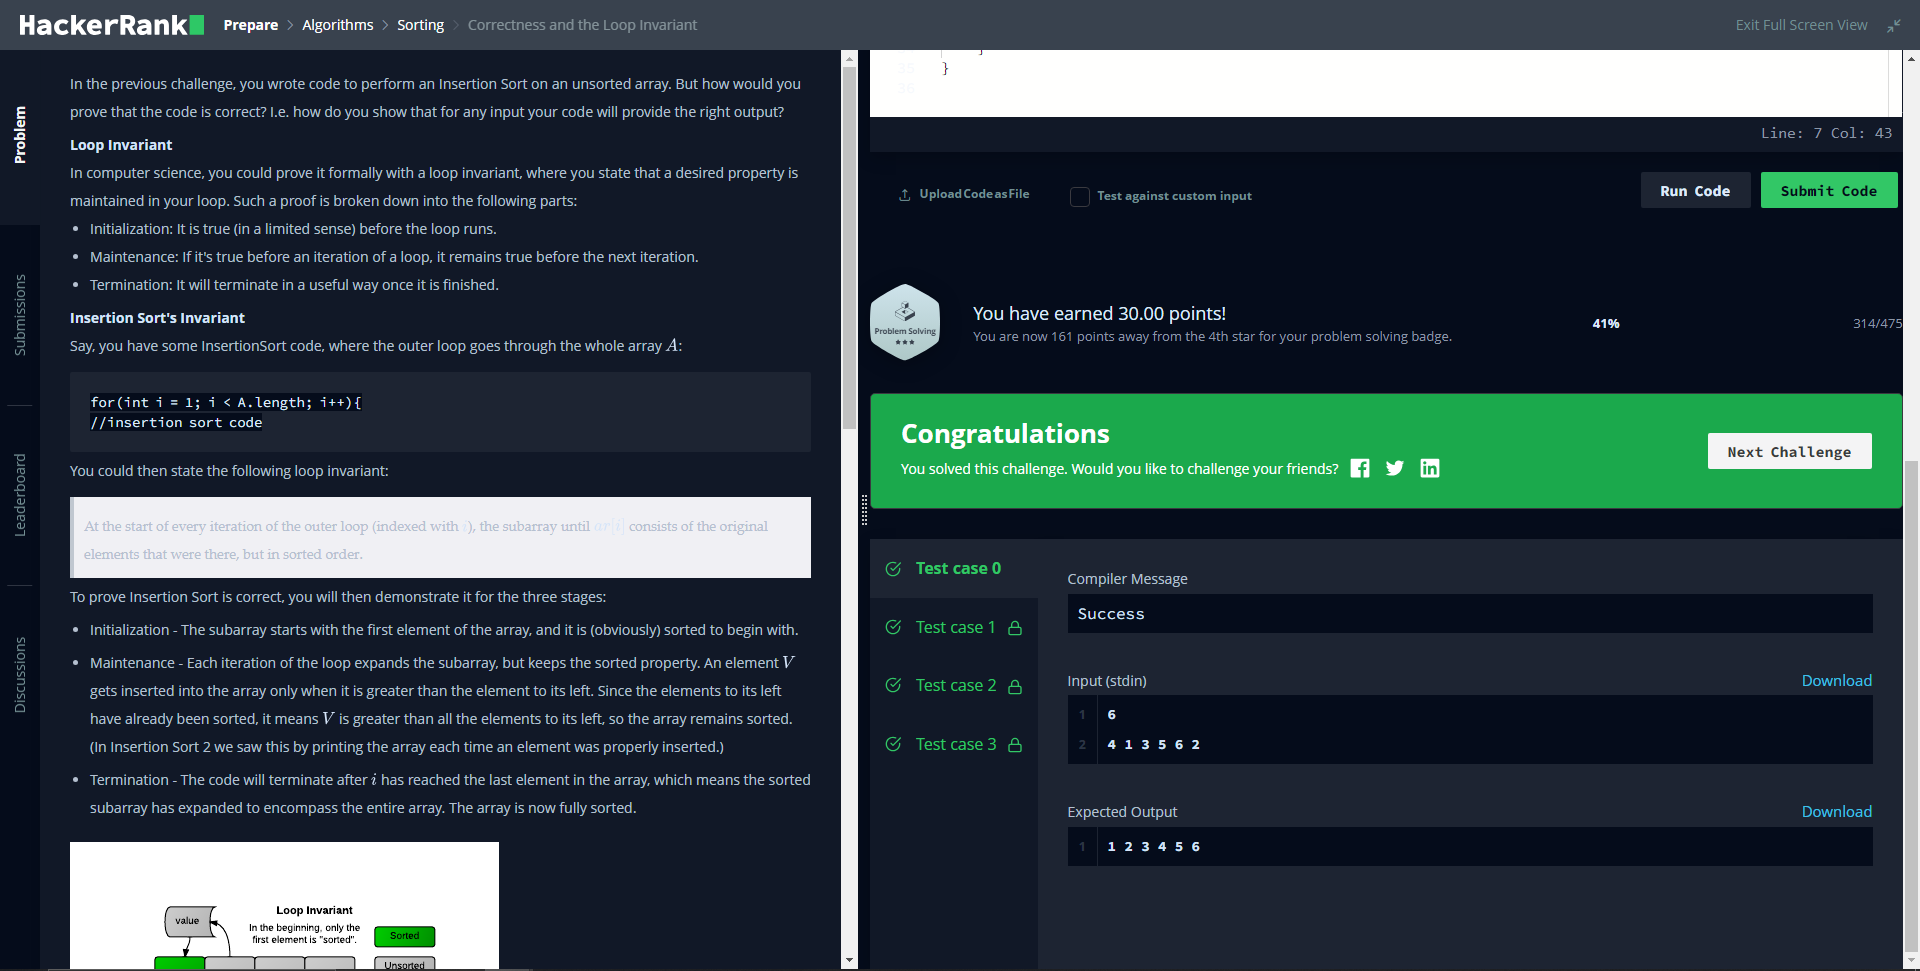 HackerRank Prepare > Algorithms > Sorting > Correctness and the Loop Invariant Exit Full Screen View
Problem
Submissions
Leaderboard
Discussions
In the previous challenge, you wrote code to perform an Insertion Sort on an unsorted array. But how would you
prove that the code is correct? I.e. how do you show that for any input your code will provide the right output?
Loop Invariant
In computer science, you could prove it formally with a loop invariant, where you state that a desired property is
maintained in your loop. Such a proof is broken down into the following parts:
• Initialization: It is true (in a limited sense) before the loop runs.
• Maintenance: If it's true before an iteration of a loop, it remains true before the next iteration.
• Termination: It will terminate in a useful way once it is finished.
Insertion Sort's Invariant
Say, you have some InsertionSort code, where the outer loop goes through the whole array A:
for(int i = 1; i < A.length; i++){
//insertion sort code
You could then state the following loop invariant:
At the start of every iteration of the outer loop (indexed with i), the subarray until ar[i] consists of the original
elements that were there, but in sorted order.
To prove Insertion Sort is correct, you will then demonstrate it for the three stages:
• Initialization - The subarray starts with the first element of the array, and it is (obviously) sorted to begin with.
• Maintenance - Each iteration of the loop expands the subarray, but keeps the sorted property. An element V
gets inserted into the array only when it is greater than the element to its left. Since the elements to its left
have already been sorted, it means V is greater than all the elements to its left, so the array remains sorted.
(In Insertion Sort 2 we saw this by printing the array each time an element was properly inserted.)
• Termination - The code will terminate after i has reached the last element in the array, which means the sorted
subarray has expanded to encompass the entire array. The array is now fully sorted.
value
Loop Invariant
In the beginning, only the
first element is "sorted".
Sorted
Unsorted
}
35 }
36
Line: 7 Col: 43
Upload Code as File Test against custom input Run Code Submit Code
Problem Solving
You have earned 30.00 points!
You are now 161 points away from the 4th star for your problem solving badge.
41% 314/475
Congratulations
You solved this challenge. Would you like to challenge your friends?
Next Challenge
Test case 0
Test case 1
Test case 2
Test case 3
Compiler Message
Success
Input (stdin) Download
1 6
2 4 1 3 5 6 2
Expected Output Download
1 1 2 3 4 5 6